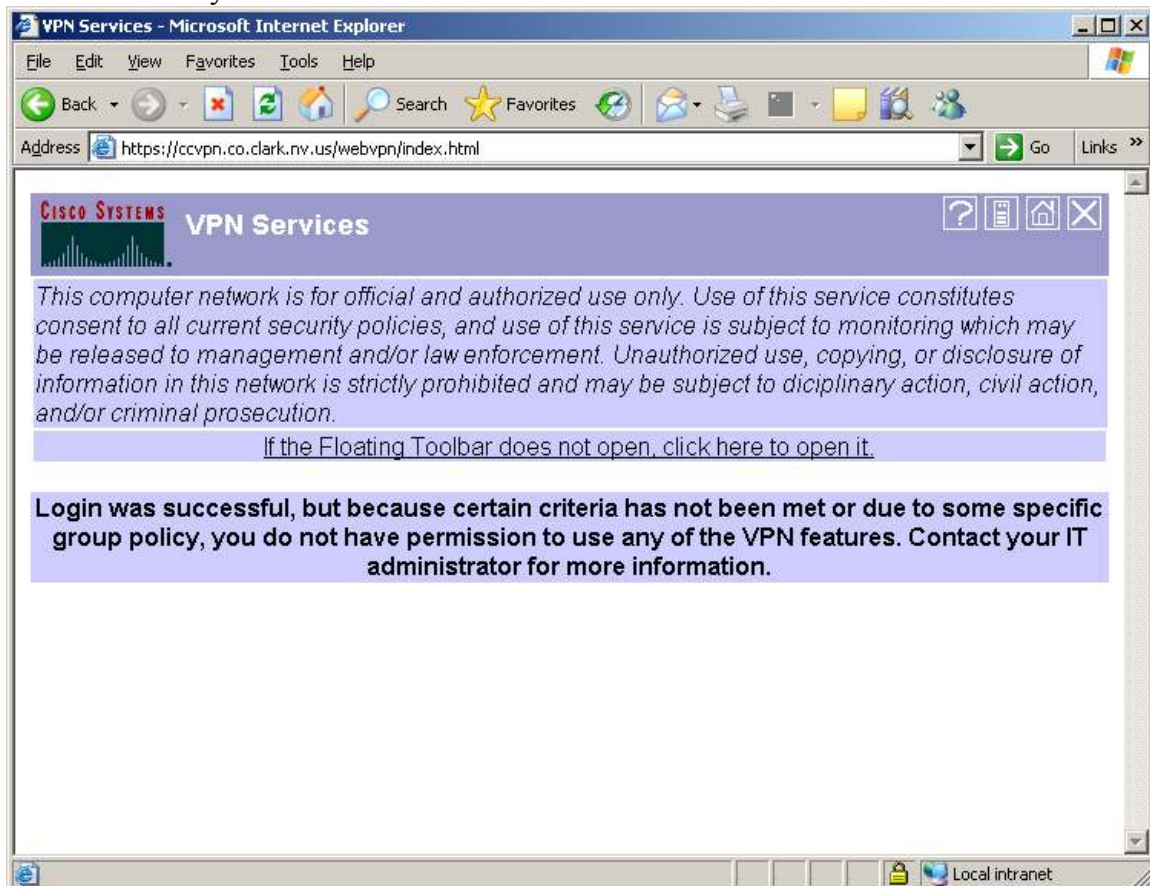 VPN Services - Microsoft Internet Explorer
File Edit View Favorites Tools Help
Back Search Favorites
Address https://ccvpn.co.clark.nv.us/webvpn/index.html Go Links »
CISCO SYSTEMS
VPN Services
This computer network is for official and authorized use only. Use of this service constitutes
consent to all current security policies, and use of this service is subject to monitoring which may
be released to management and/or law enforcement. Unauthorized use, copying, or disclosure of
information in this network is strictly prohibited and may be subject to diciplinary action, civil action,
and/or criminal prosecution.
If the Floating Toolbar does not open, click here to open it.
Login was successful, but because certain criteria has not been met or due to some specific
group policy, you do not have permission to use any of the VPN features. Contact your IT
administrator for more information.
Local intranet